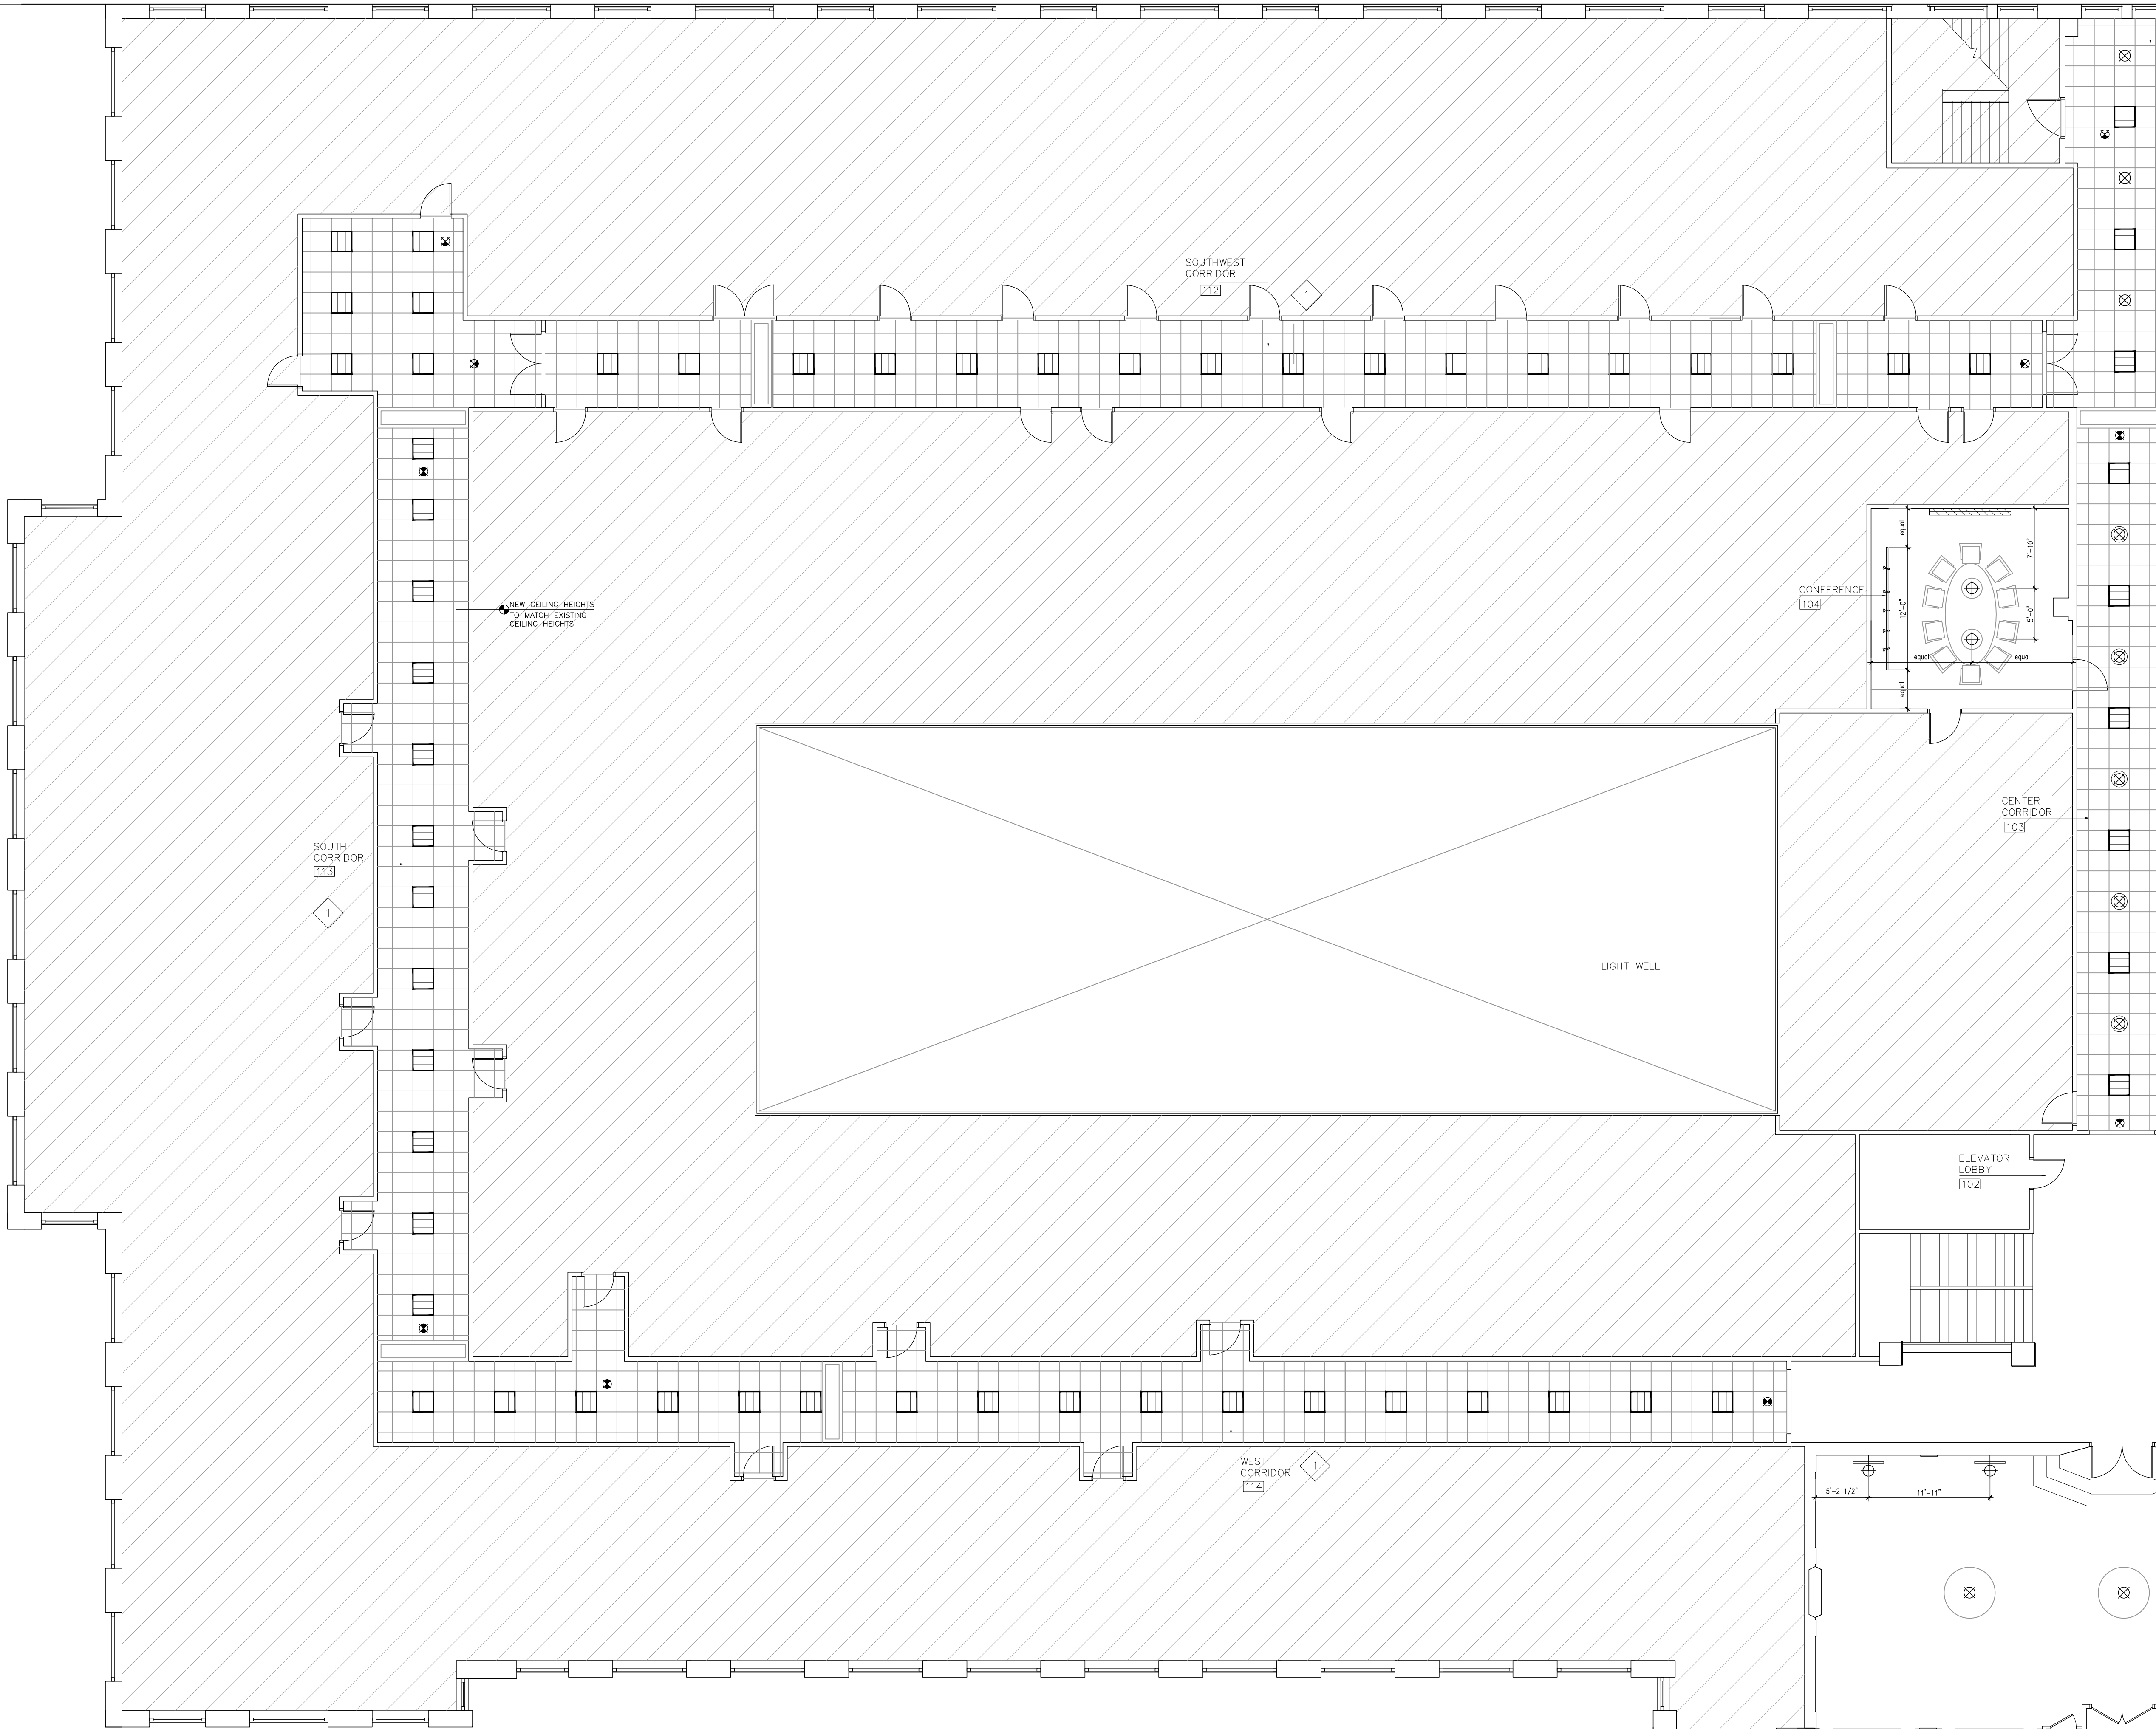 SOUTHWEST
CORRIDOR
112
1
equal
7'-10"
NEW CEILING HEIGHTS
TO MATCH EXISTING
CEILING HEIGHTS
CONFERENCE
104
12'-0"
5'-0"
equal
equal
equal
CENTER
CORRIDOR
103
SOUTH
CORRIDOR
113
1
LIGHT WELL
ELEVATOR
LOBBY
102
WEST
CORRIDOR
114
1
5'-2 1/2"
11'-11"